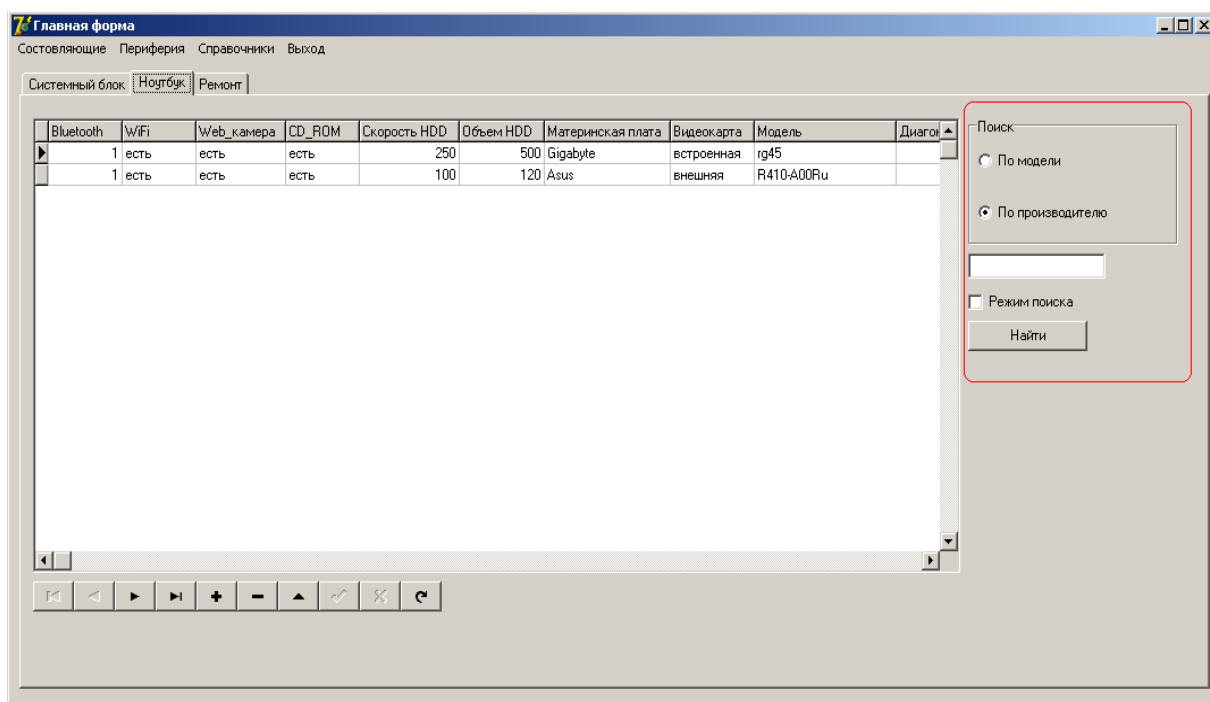 Главная форма
Состовляющие Периферия Справочники Выход
Системный блок Ноутбук Ремонт
Bluetooth WiFi Web_камера CD_ROM Скорость HDD Объем HDD Материнская плата Видеокарта Модель Диагон
1 есть есть есть 250 500 Gigabyte встроенная rg45
1 есть есть есть 100 120 Asus внешняя R410-A00Ru
Поиск
По модели
По производителю
Режим поиска
Найти